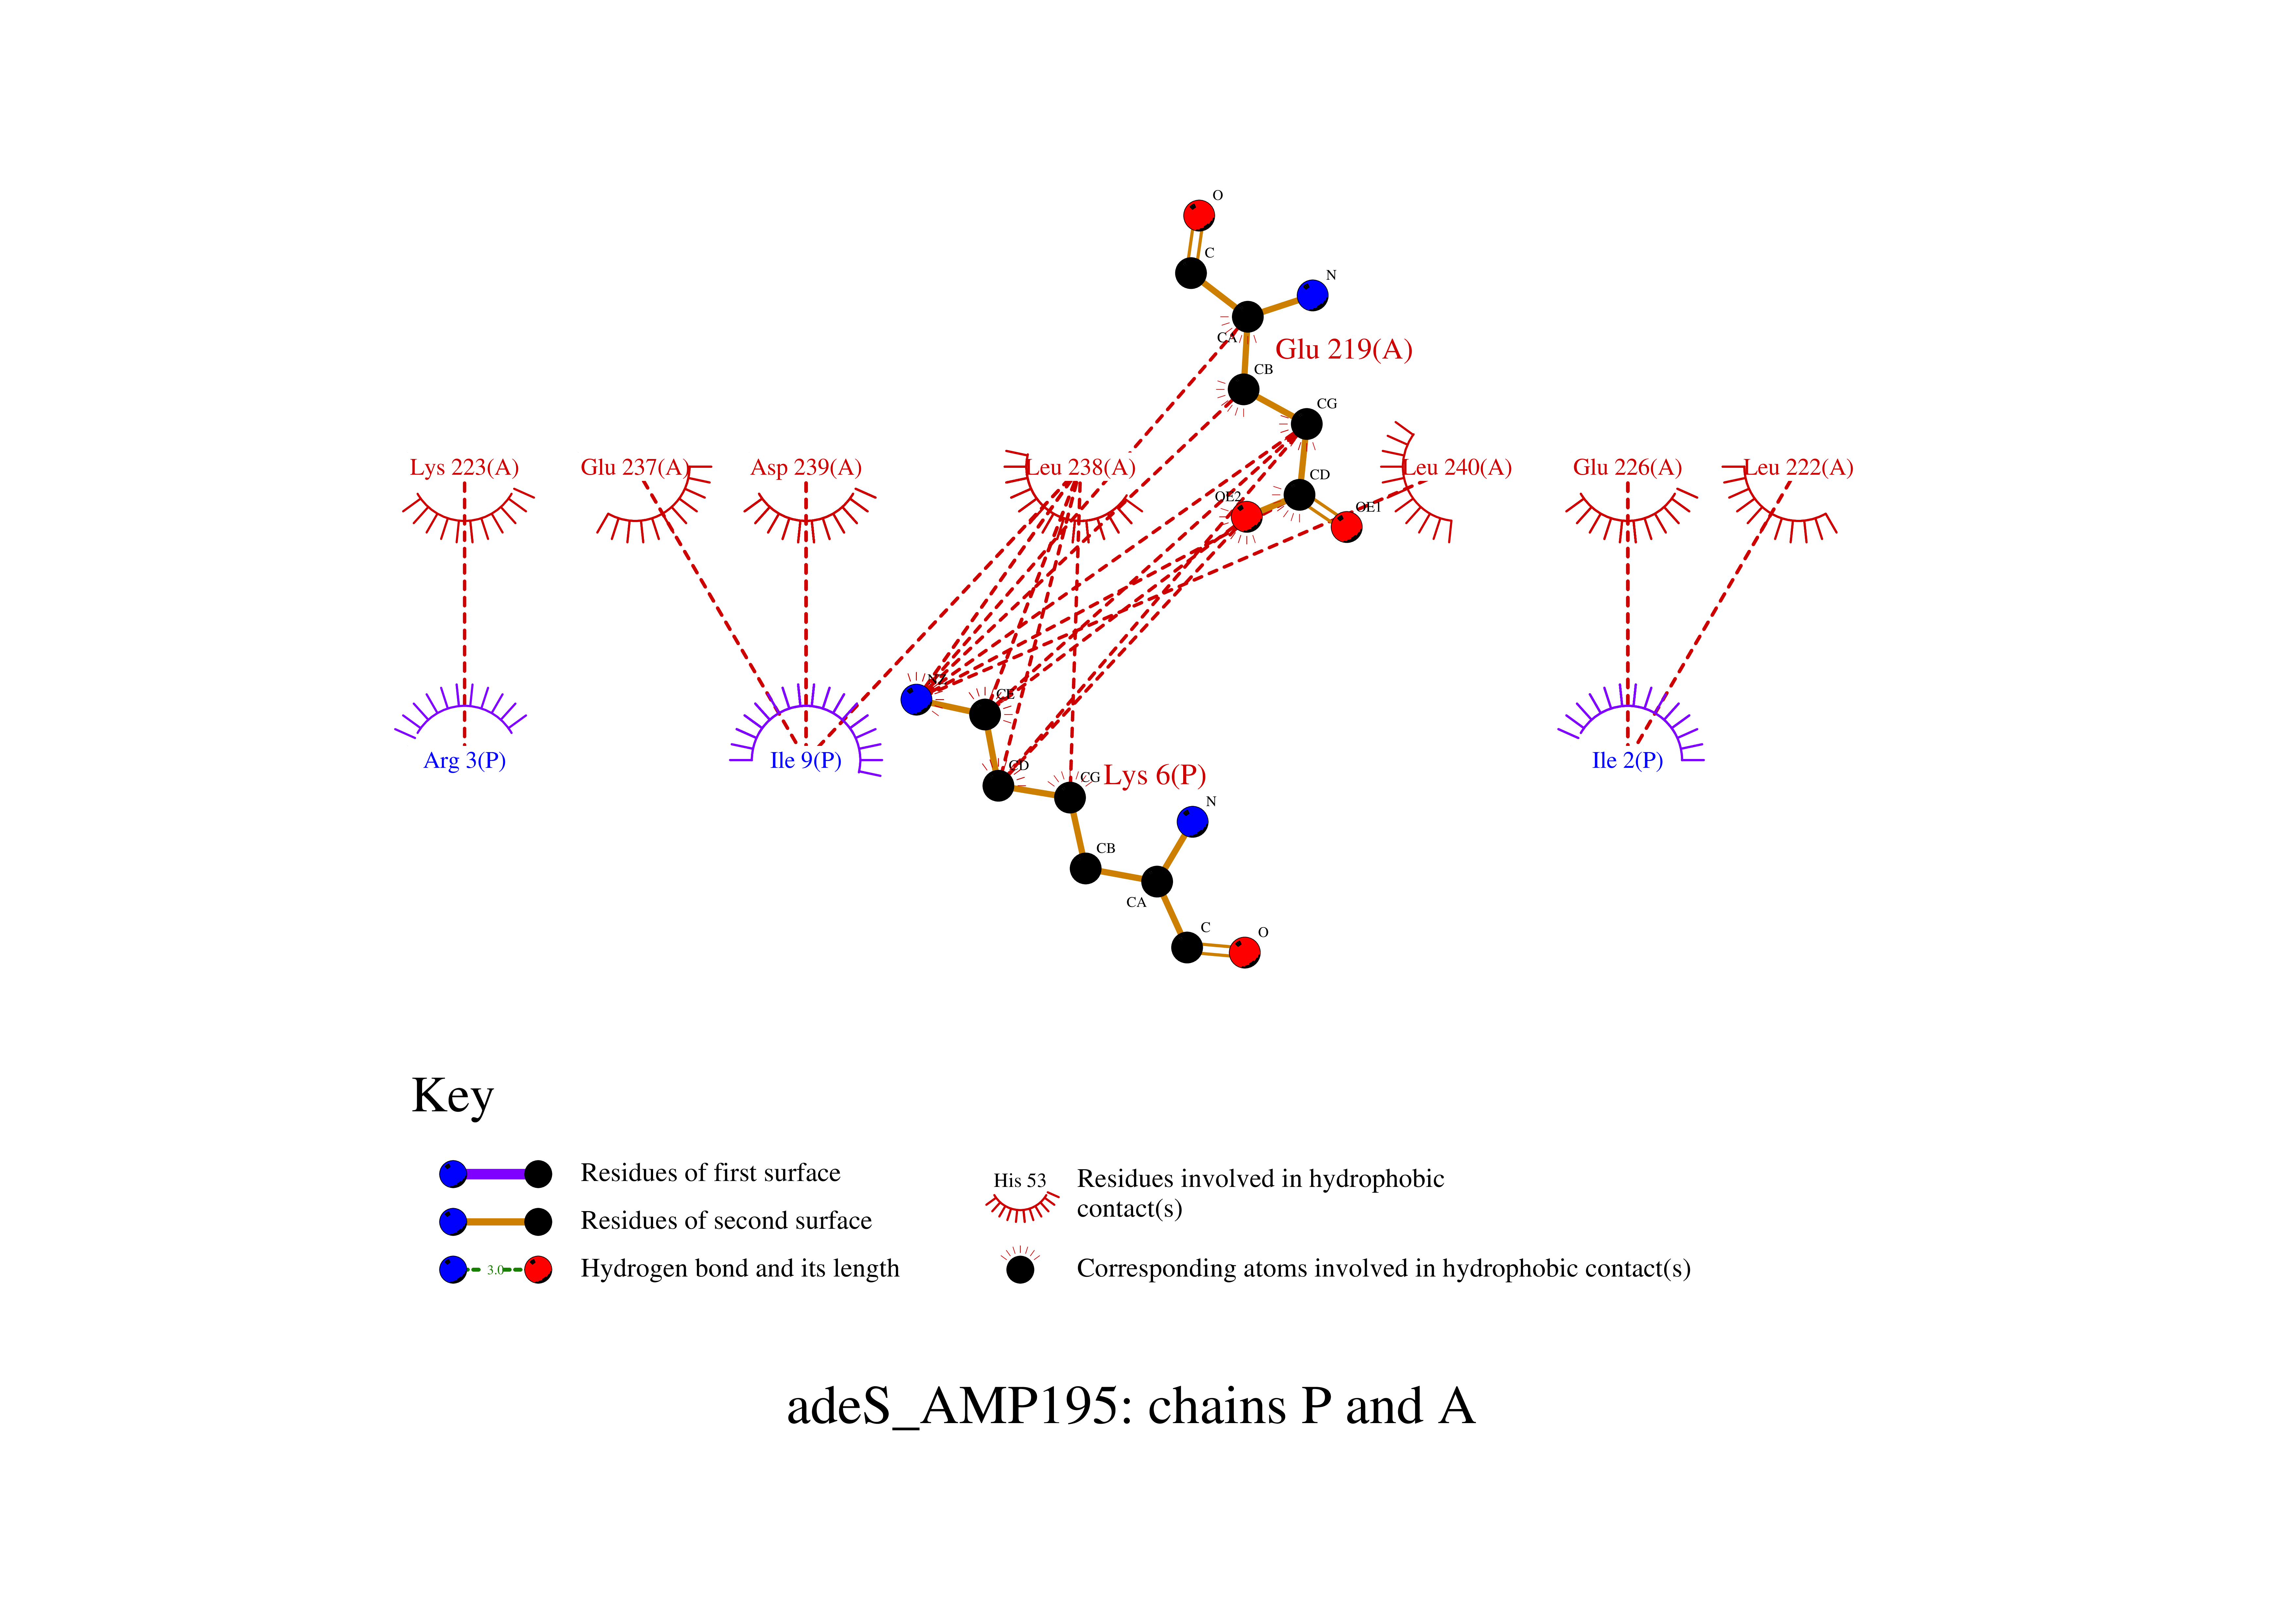 O
C
N
CA
Glu 219(A)
CB
CG
Lys 223(A) Glu 237(A) Asp 239(A) Leu 238(A) Leu 240(A) Glu 226(A) Leu 222(A)
CD
OE2
OE1
NZ
CE
Arg 3(P) Ile 9(P) Ile 2(P)
CD
CG Lys 6(P)
N
CB
CA
C
O
Key
Residues of first surface
Residues of second surface
3.0 Hydrogen bond and its length
His 53 Residues involved in hydrophobic
contact(s)
Corresponding atoms involved in hydrophobic contact(s)
adeS_AMP195: chains P and A